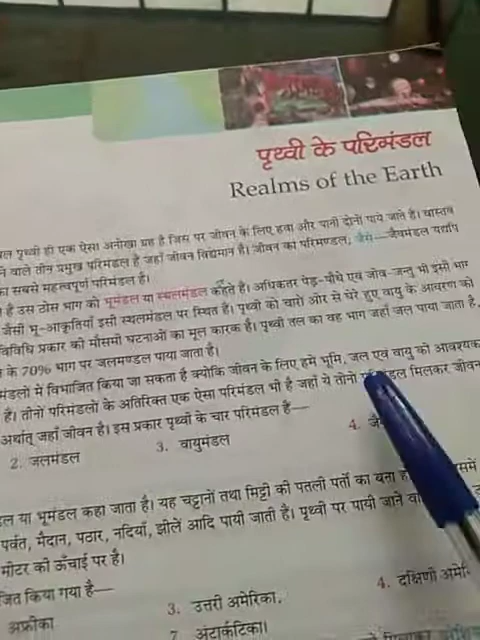 पृथ्वी के परिमंडल
Realms of the Earth
पृथ्वी ही एक ऐसा अनोखा ग्रह है जिस पर जीवन के लिए हवा और पानी दोनों पाये जाते है। वास्तव
वाले तीन प्रमुख परिमंडल है जहाँ जीवन विद्यमान है। जीवन का परिमण्डल, जैसे—जैवमंडल यद्यपि
सबसे महत्वपूर्ण परिमंडल है।
है उस ठोस भाग को भूमंडल या स्थलमंडल कहते है। अधिकतर पेड़-पौधे एवं जीव-जन्तु भी इसी भाग
जैसी भू-आकृतियाँ इसी स्थलमंडल पर स्थित है। पृथ्वी को चारों ओर से घेरे हुए वायु के आवरण को
विविधि प्रकार की मौसमी घटनाओं का मूल कारक है। पृथ्वी तल का वह भाग जहाँ जल पाया जाता है,
के 70% भाग पर जलमण्डल पाया जाता है।
मंडलों में विभाजित किया जा सकता है क्योंकि जीवन के लिए हमे भूमि, जल एवं वायु की आवश्यक
है। तीनों परिमंडलों के अतिरिक्त एक ऐसा परिमंडल भी है जहाँ ये तीनों मिलकर जीवन
अर्थात् जहाँ जीवन है। इस प्रकार पृथ्वी के चार परिमंडल है—
2. जलमंडल 3. वायुमंडल 4.
या भूमंडल कहा जाता है। यह चट्टानों तथा मिट्टी की पतली पर्तों का बना
पर्वत, मैदान, पठार, नदियाँ, झीलें आदि पायी जाती है। पृथ्वी पर पायी जाने
मीटर की ऊँचाई पर है।
किया गया है—
अफ्रीका 3. उत्तरी अमेरिका, 4. दक्षिणी
7. अंटार्कटिका।